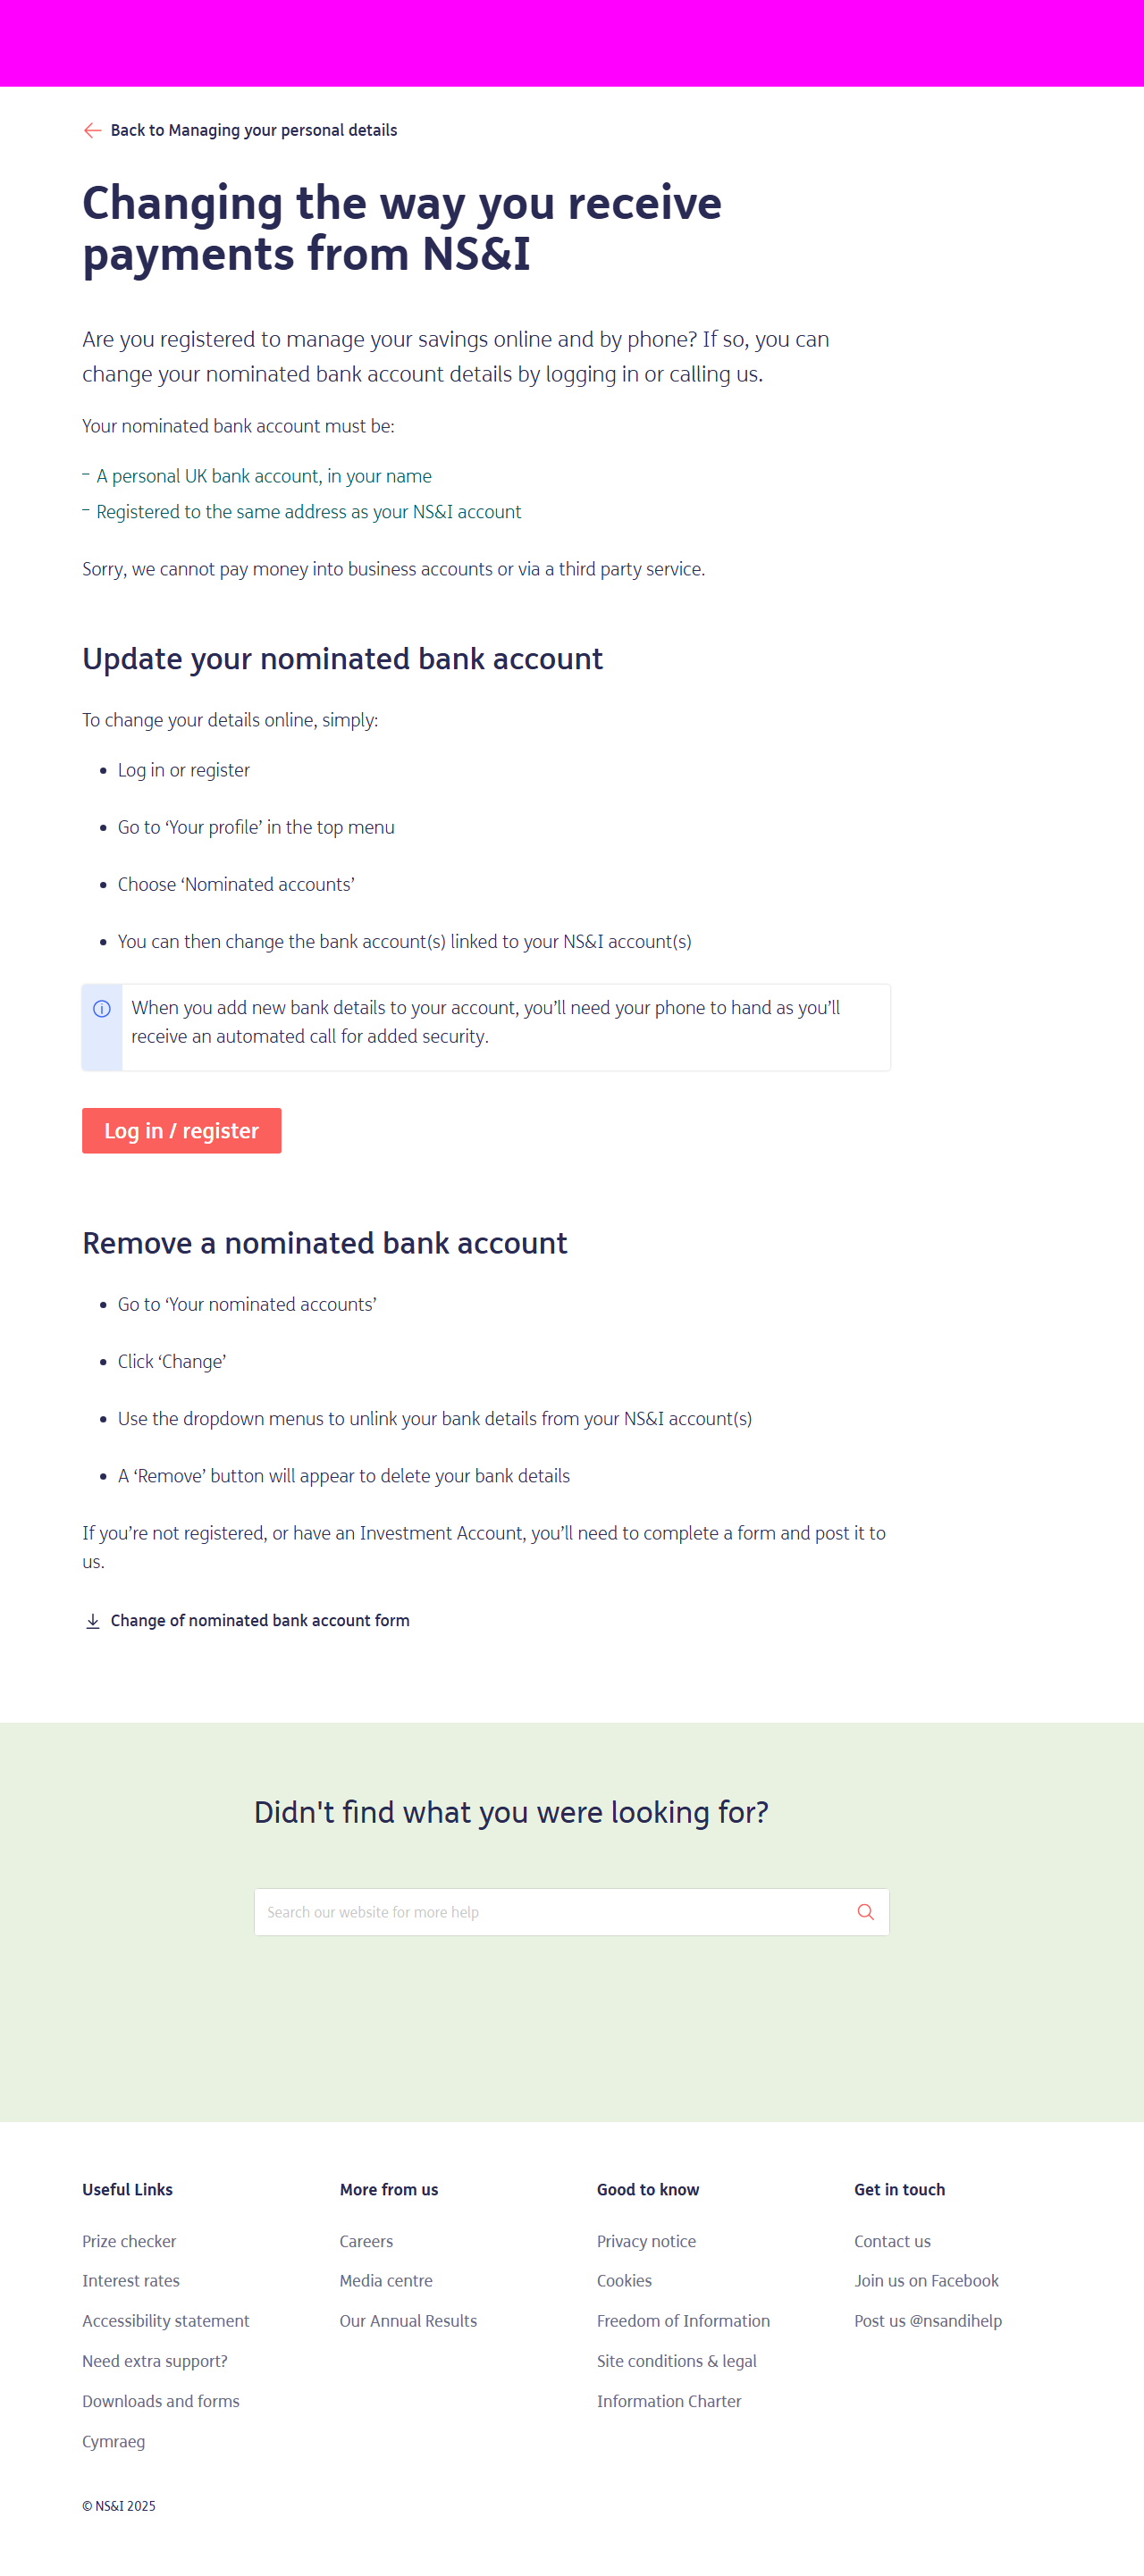 Back to Managing your personal details
Changing the way you receive
payments from NS&I
Are you registered to manage your savings online and by phone? If so, you can
change your nominated bank account details by logging in or calling us.
Your nominated bank account must be:
– A personal UK bank account, in your name
– Registered to the same address as your NS&I account
Sorry, we cannot pay money into business accounts or via a third party service.
Update your nominated bank account
To change your details online, simply:
• Log in or register
• Go to ‘Your profile’ in the top menu
• Choose ‘Nominated accounts’
• You can then change the bank account(s) linked to your NS&I account(s)
When you add new bank details to your account, you’ll need your phone to hand as you’ll
receive an automated call for added security.
Log in / register
Remove a nominated bank account
• Go to ‘Your nominated accounts’
• Click ‘Change’
• Use the dropdown menus to unlink your bank details from your NS&I account(s)
• A ‘Remove’ button will appear to delete your bank details
If you’re not registered, or have an Investment Account, you’ll need to complete a form and post it to
us.
Change of nominated bank account form
Didn't find what you were looking for?
Search our website for more help
Useful Links
Prize checker
Interest rates
Accessibility statement
Need extra support?
Downloads and forms
Cymraeg
More from us
Careers
Media centre
Our Annual Results
Good to know
Privacy notice
Cookies
Freedom of Information
Site conditions & legal
Information Charter
Get in touch
Contact us
Join us on Facebook
Post us @nsandihelp
© NS&I 2025